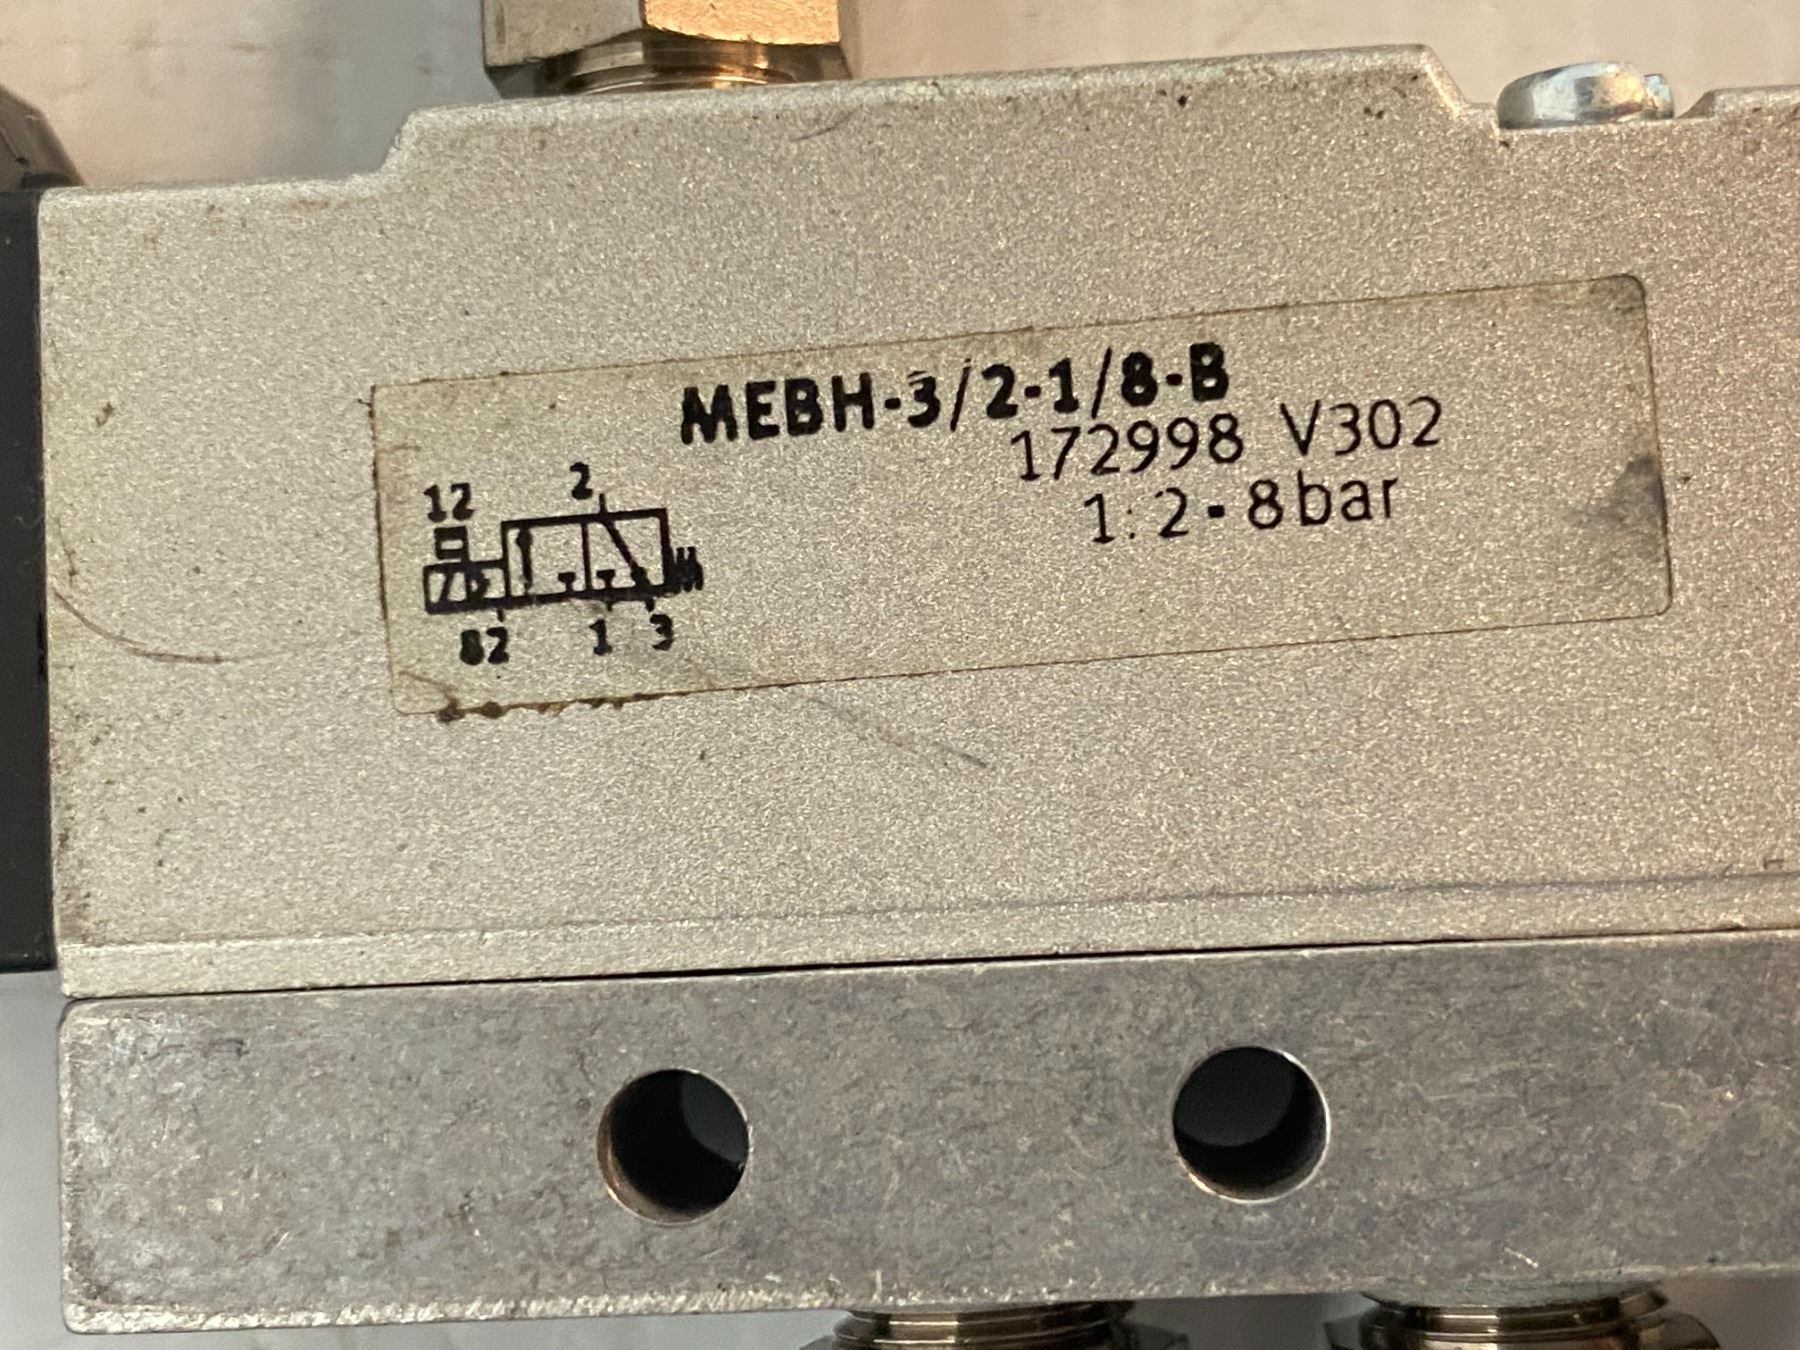 MEBH-3/2-1/8-B
172998 V302
1: 2-8bar
12 2
82 1 3